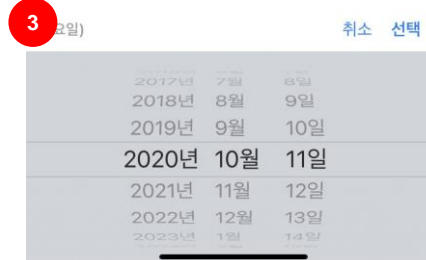 3
요일)
취소 선택
2017년 7월 8일
2018년 8월 9일
2019년 9월 10일
2020년 10월 11일
2021년 11월 12일
2022년 12월 13일
2023년 1월 14일